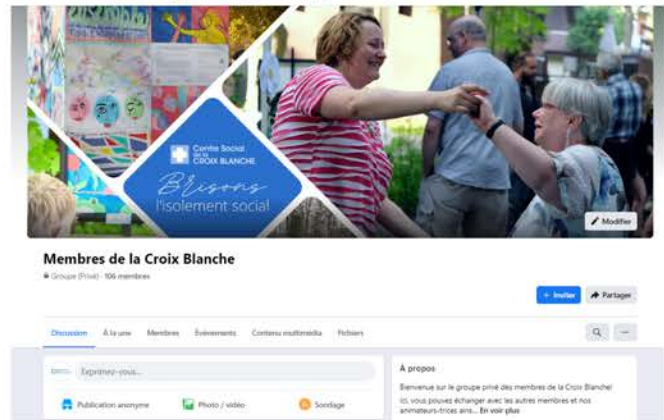 Centre Social
de la
CROIX BLANCHE
Brisons
l'isolement social
Modifier
Membres de la Croix Blanche
Groupe (Privé) · 106 membres
+ Inviter
Partager
Discussion
À la une
Membres
Événements
Contenu multimédia
Fichiers
Exprimez-vous...
Publication anonyme
Photo / vidéo
Sondage
À propos
Bienvenue sur le groupe privé des membres de la Croix Blanche!
Ici, vous pouvez échanger avec les autres membres et nos
animateurs-trices ains... En voir plus